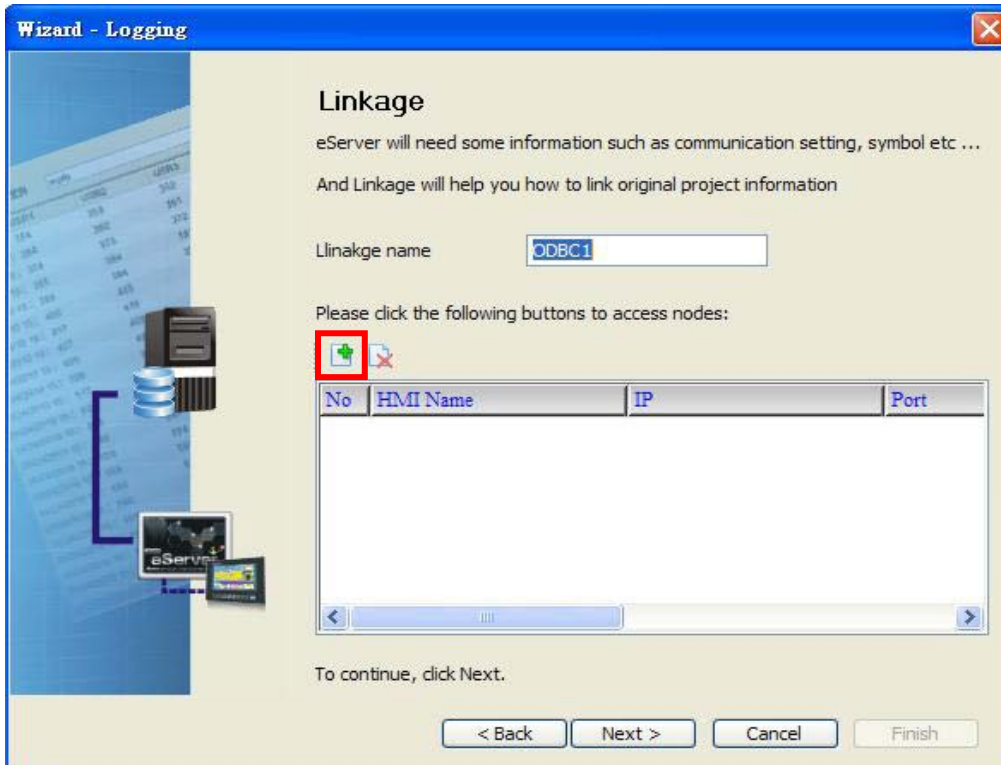 Wizard - Logging
Linkage
eServer will need some information such as communication setting, symbol etc ...
And Linkage will help you how to link original project information
Llinakge name
ODBC1
Please click the following buttons to access nodes:
No HMI Name IP Port
eServer
To continue, click Next.
< Back Next > Cancel Finish